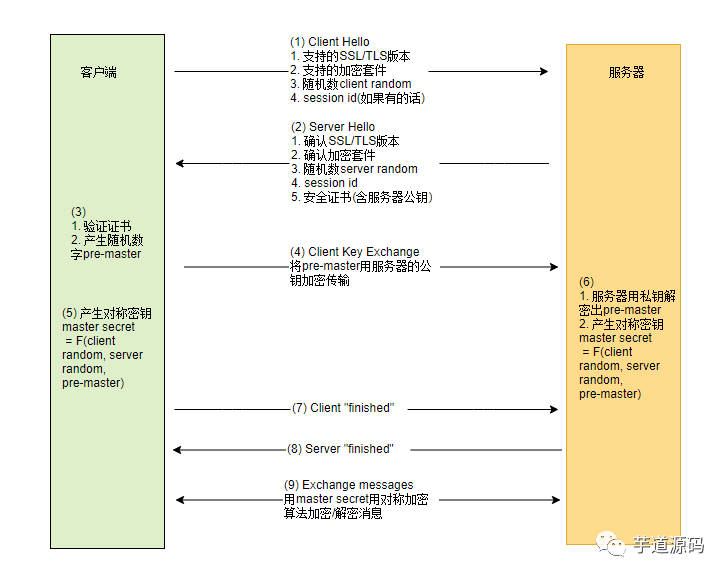 客户端
(1) Client Hello
1. 支持的SSL/TLS版本
2. 支持的加密套件
3. 随机数client random
4. session id(如果有的话)
服务器
(2) Server Hello
1. 确认SSL/TLS版本
2. 确认加密套件
3. 随机数server random
4. session id
5. 安全证书(含服务器公钥)
(3)
1. 验证证书
2. 产生随机数
字pre-master
(4) Client Key Exchange
将pre-master用服务器的公
钥加密传输
(5) 产生对称密钥
master secret
= F(client
random, server
random,
pre-master)
(6)
1. 服务器用私钥解
密出pre-master
2. 产生对称密钥
master secret
= F(client
random, server
random,
pre-master)
(7) Client "finished"
(8) Server "finished"
(9) Exchange messages
用master secret用对称加密
算法加密/解密消息
芋道源码